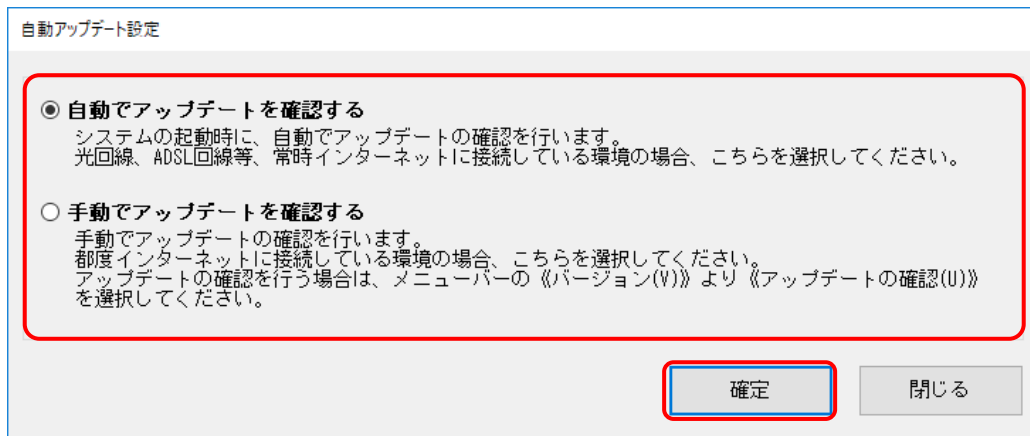 自動アップデート設定
自動でアップデートを確認する
システムの起動時に、自動でアップデートの確認を行います。
光回線、ADSL回線等、常時インターネットに接続している環境の場合、こちらを選択してください。
手動でアップデートを確認する
手動でアップデートの確認を行います。
都度インターネットに接続している環境の場合、こちらを選択してください。
アップデートの確認を行う場合は、メニューバーの《バージョン(V)》より《アップデートの確認(U)》
を選択してください。
確定
閉じる